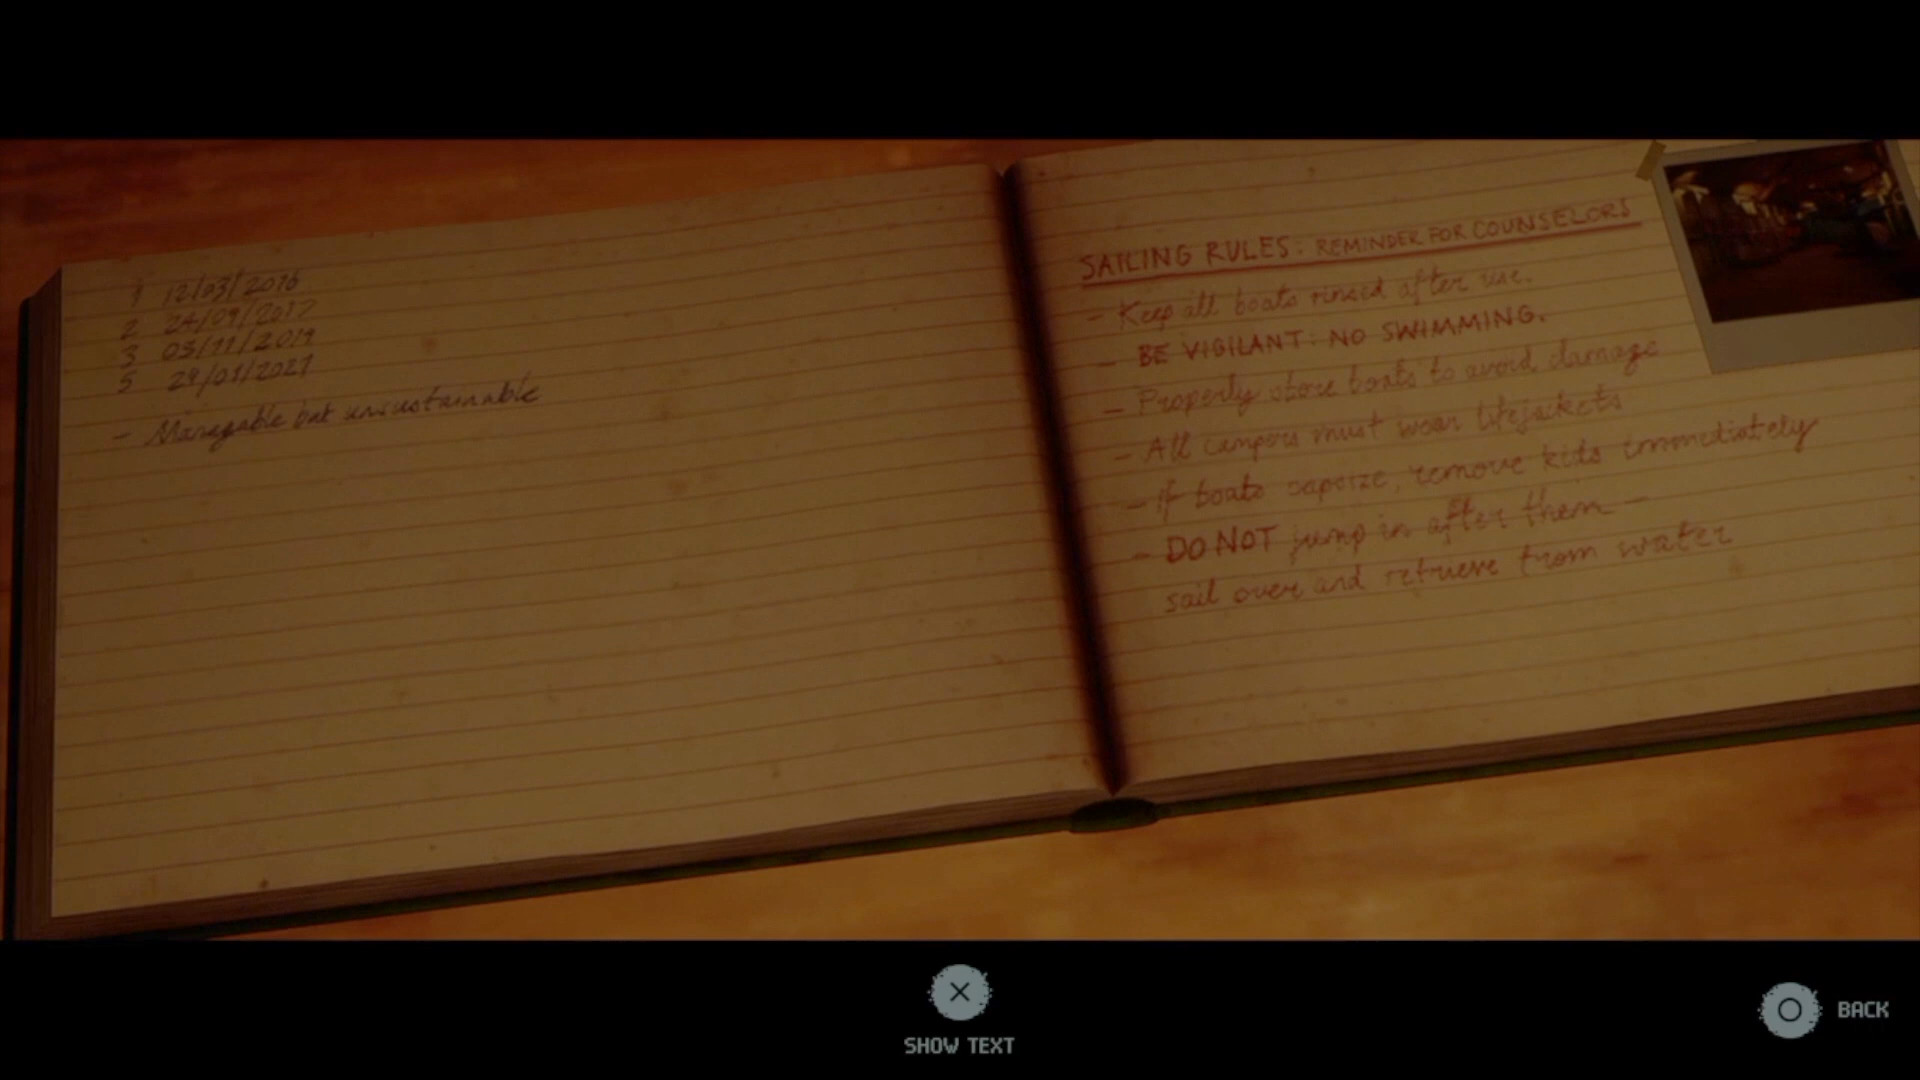 1 12/03/2016
2 24/09/2017
3 03/11/2019
5 29/01/2021
- Managable but unsustainable
SAILING RULES: REMINDER FOR COUNSELORS
- Keep all boats rinsed after use.
- BE VIGILANT: NO SWIMMING.
- Properly store boats to avoid damage
- All campers must wear lifejackets
- If boats capsize, remove kids immediately
- DO NOT jump in after them -
sail over and retrieve from water
SHOW TEXT
BACK